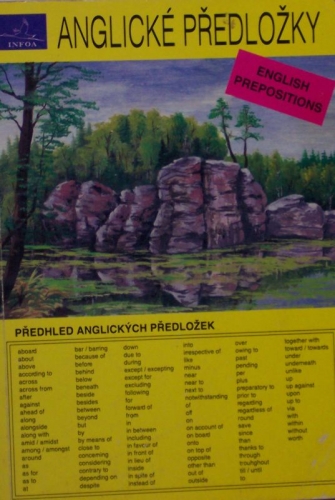 INFOA
ANGLICKÉ PŘEDLOŽKY
ENGLISH
PREPOSITIONS
PŘEDHLED ANGLICKÝCH PŘEDLOŽEK
aboard
about
above
according to
across
across from
after
against
ahead of
along
alongside
along with
amid / amidst
among / amongst
around
as
as for
as to
at
bar / barring
because of
before
behind
below
beneath
beside
besides
between
beyond
but
by
by means of
close to
concerning
considering
contrary to
depending on
despite
down
due to
during
except / excepting
except for
excluding
following
for
forward of
from
in
in between
including
in favour of
in front of
in lieu of
inside
in spite of
instead of
into
irrespective of
like
minus
near
near to
next to
notwithstanding
of
off
on
on account of
on board
onto
on top of
opposite
other than
out of
outside
over
owing to
past
pending
per
plus
preparatory to
prior to
regarding
regardless of
round
save
since
than
thanks to
through
till / until
to
together with
toward / towards
under
underneath
unlike
up
up against
upon
up to
via
with
within
without
worth